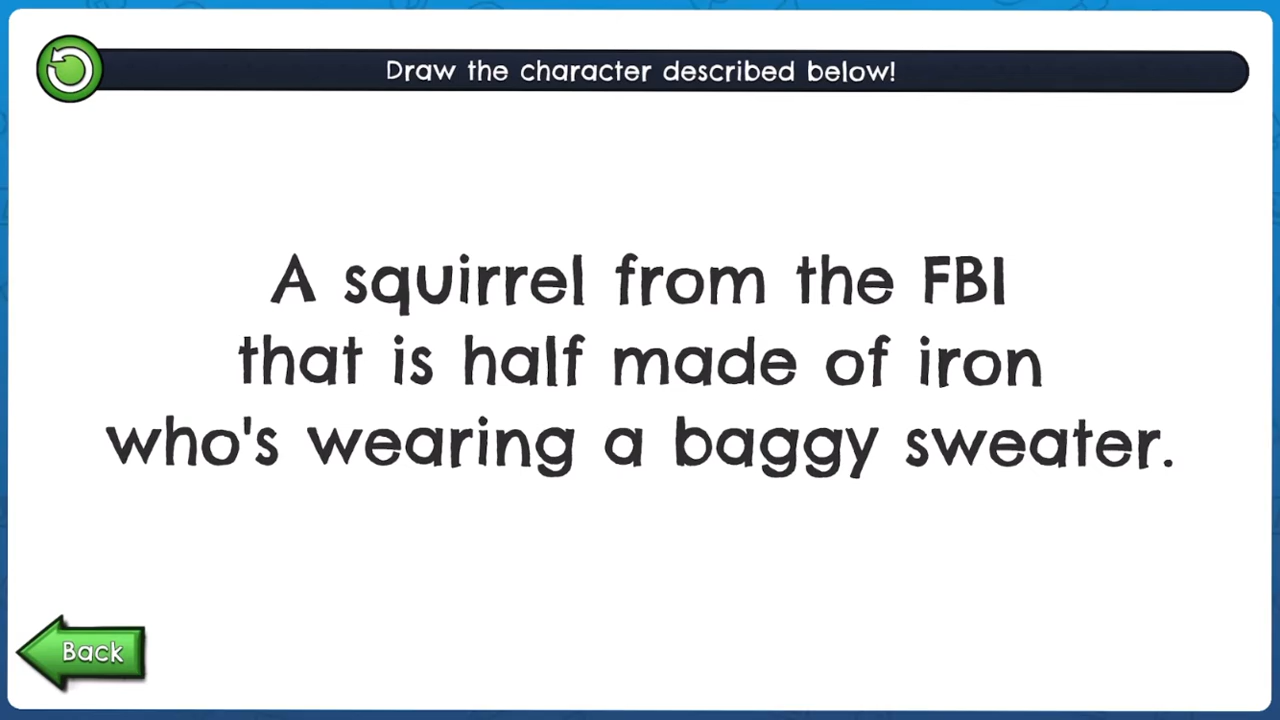 Draw the character described below!
A squirrel from the FBI
that is half made of iron
who's wearing a baggy sweater.
Back